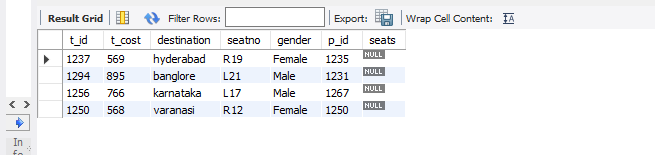 Result Grid Filter Rows: Export: Wrap Cell Content: IA
t_id t_cost destination seatno gender p_id seats
1237 569 hyderabad R19 Female 1235 NULL
1294 895 banglore L21 Male 1231 NULL
1256 766 karnataka L17 Male 1267 NULL
1250 568 varanasi R12 Female 1250 NULL
In